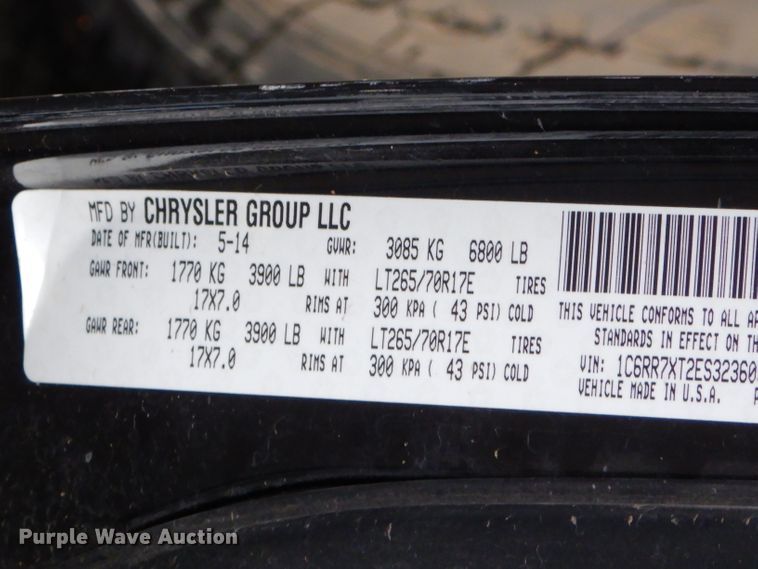 MFD BY CHRYSLER GROUP LLC
DATE OF MFR(BUILT): 5-14 GVWR: 3085 KG 6800 LB
GAWR FRONT: 1770 KG 3900 LB WITH LT265/70R17E TIRES
17X7.0 RIMS AT 300 KPA ( 43 PSI) COLD
GAWR REAR: 1770 KG 3900 LB WITH LT265/70R17E TIRES
17X7.0 RIMS AT 300 KPA ( 43 PSI) COLD
THIS VEHICLE CONFORMS TO ALL AP
STANDARDS IN EFFECT ON TH
VIN: 1C6RR7XT2ES32360
VEHICLE MADE IN U.S.A.
Purple Wave Auction